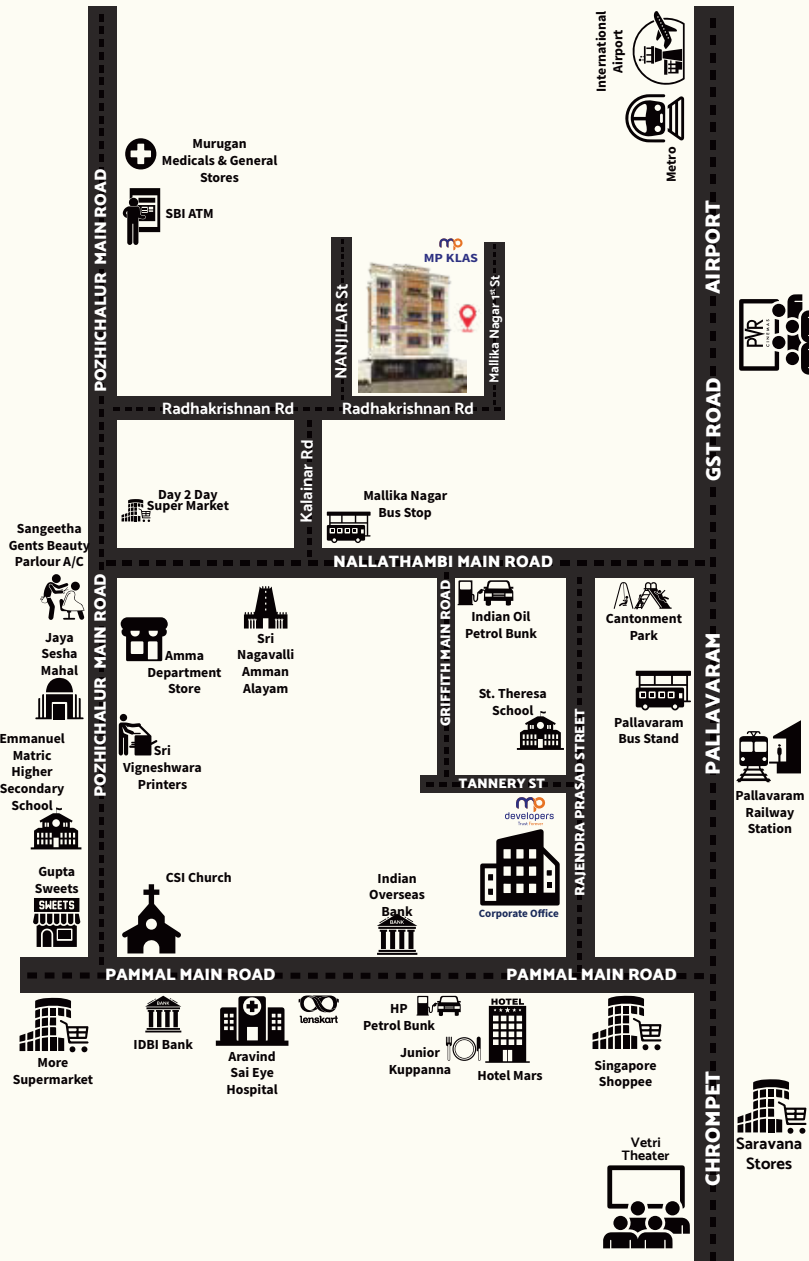 International
Airport
Metro
Murugan
Medicals & General
Stores
SBI ATM
POZHICHALUR MAIN ROAD
AIRPORT
mp
MP KLAS
NANJILAR St
Mallika Nagar 1st St
PVR
CINEMAS
Radhakrishnan Rd
Radhakrishnan Rd
GST ROAD
Kalainar Rd
Day 2 Day
Super Market
Mallika Nagar
Bus Stop
Sangeetha
Gents Beauty
Parlour A/C
NALLATHAMBI MAIN ROAD
POZHICHALUR MAIN ROAD
Jaya
Sesha
Mahal
Amma
Department
Store
Sri
Nagavalli
Amman
Alayam
GRIFFITH MAIN ROAD
Indian Oil
Petrol Bunk
Cantonment
Park
St. Theresa
School
Pallavaram
Bus Stand
PALLAVARAM
Emmanuel
Matric
Higher
Secondary
School
Sri
Vigneshwara
Printers
RAJENDRA PRASAD STREET
TANNERY ST
Pallavaram
Railway
Station
mp
developers
Trust Forever
Corporate Office
Gupta
Sweets
SWEETS
CSI Church
Indian
Overseas
Bank
BANK
PAMMAL MAIN ROAD
PAMMAL MAIN ROAD
More
Supermarket
BANK
IDBI Bank
Aravind
Sai Eye
Hospital
lenskart
HP
Petrol Bunk
Junior
Kuppanna
HOTEL
Hotel Mars
Singapore
Shoppee
CHROMPET
Saravana
Stores
Vetri
Theater